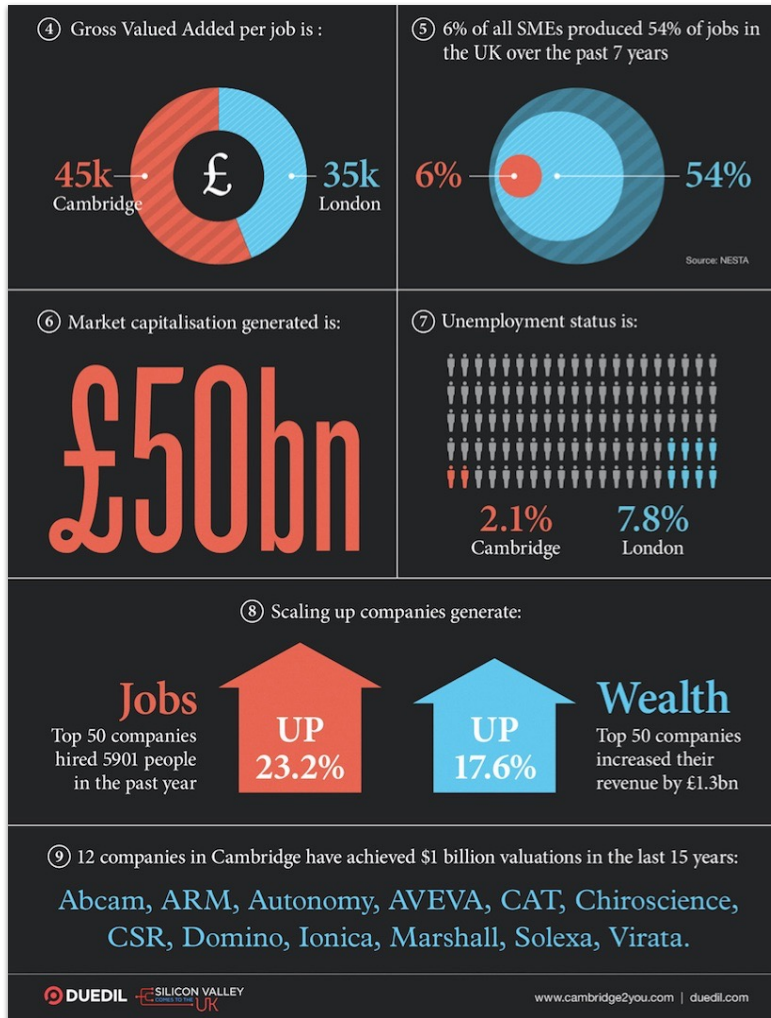 ④ Gross Valued Added per job is :
45k
Cambridge
£
35k
London
⑤ 6% of all SMEs produced 54% of jobs in
the UK over the past 7 years
6%
54%
Source: NESTA
⑥ Market capitalisation generated is:
£50bn
⑦ Unemployment status is:
2.1%
Cambridge
7.8%
London
⑧ Scaling up companies generate:
Jobs
Top 50 companies
hired 5901 people
in the past year
UP
23.2%
UP
17.6%
Wealth
Top 50 companies
increased their
revenue by £1.3bn
⑨ 12 companies in Cambridge have achieved $1 billion valuations in the last 15 years:
Abcam, ARM, Autonomy, AVEVA, CAT, Chiroscience,
CSR, Domino, Ionica, Marshall, Solexa, Virata.
DUEDIL
SILICON VALLEY
COMES TO THE
UK
www.cambridge2you.com | duedil.com